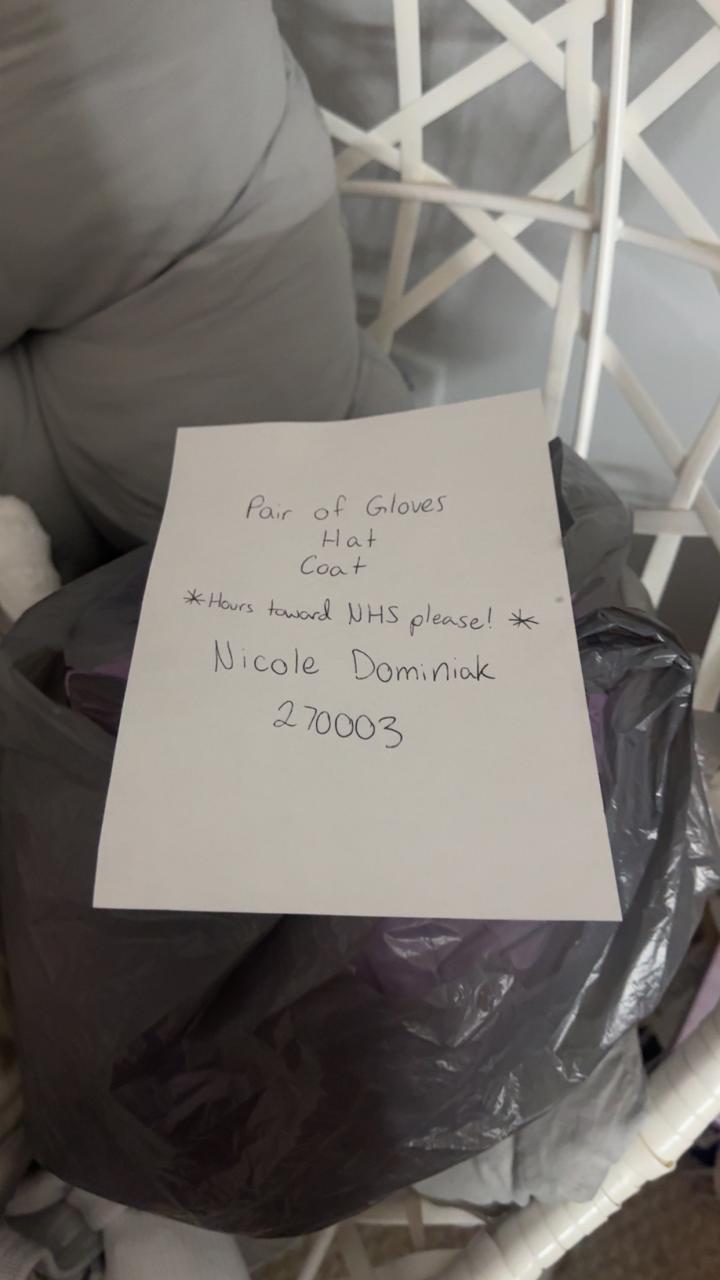 Pair of Gloves
Hat
Coat
*Hours toward NHS please! *
Nicole Dominiak
270003